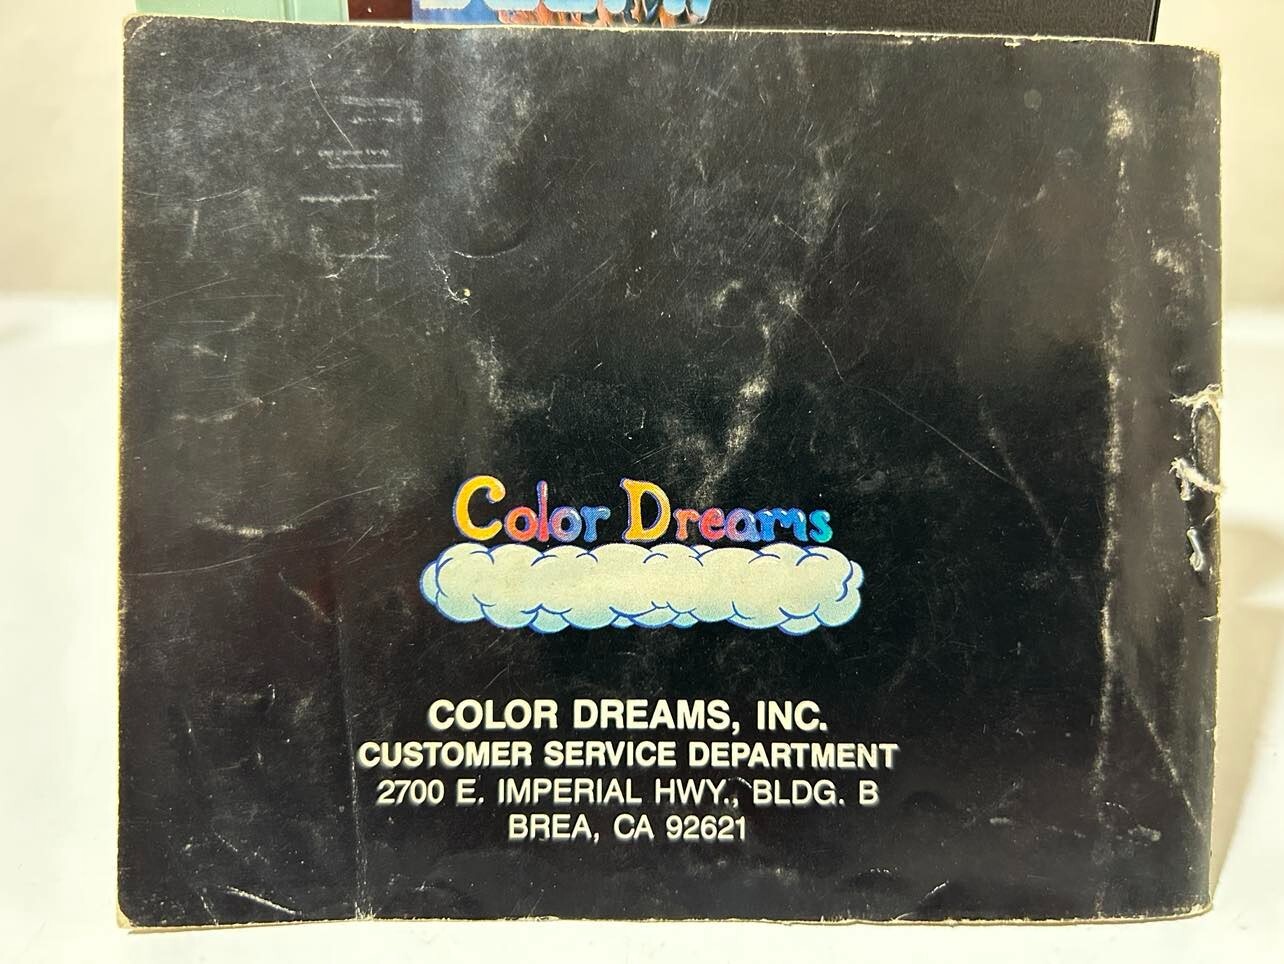 Color Dreams
COLOR DREAMS, INC.
CUSTOMER SERVICE DEPARTMENT
2700 E. IMPERIAL HWY., BLDG. B
BREA, CA 92621